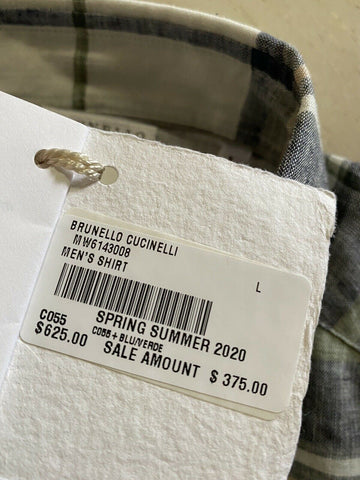 BRUNELLO CUCINELLI
MW6143008
MEN'S SHIRT L
C055 SPRING SUMMER 2020
$625.00 C055+BLU/VERDE
SALE AMOUNT $ 375.00